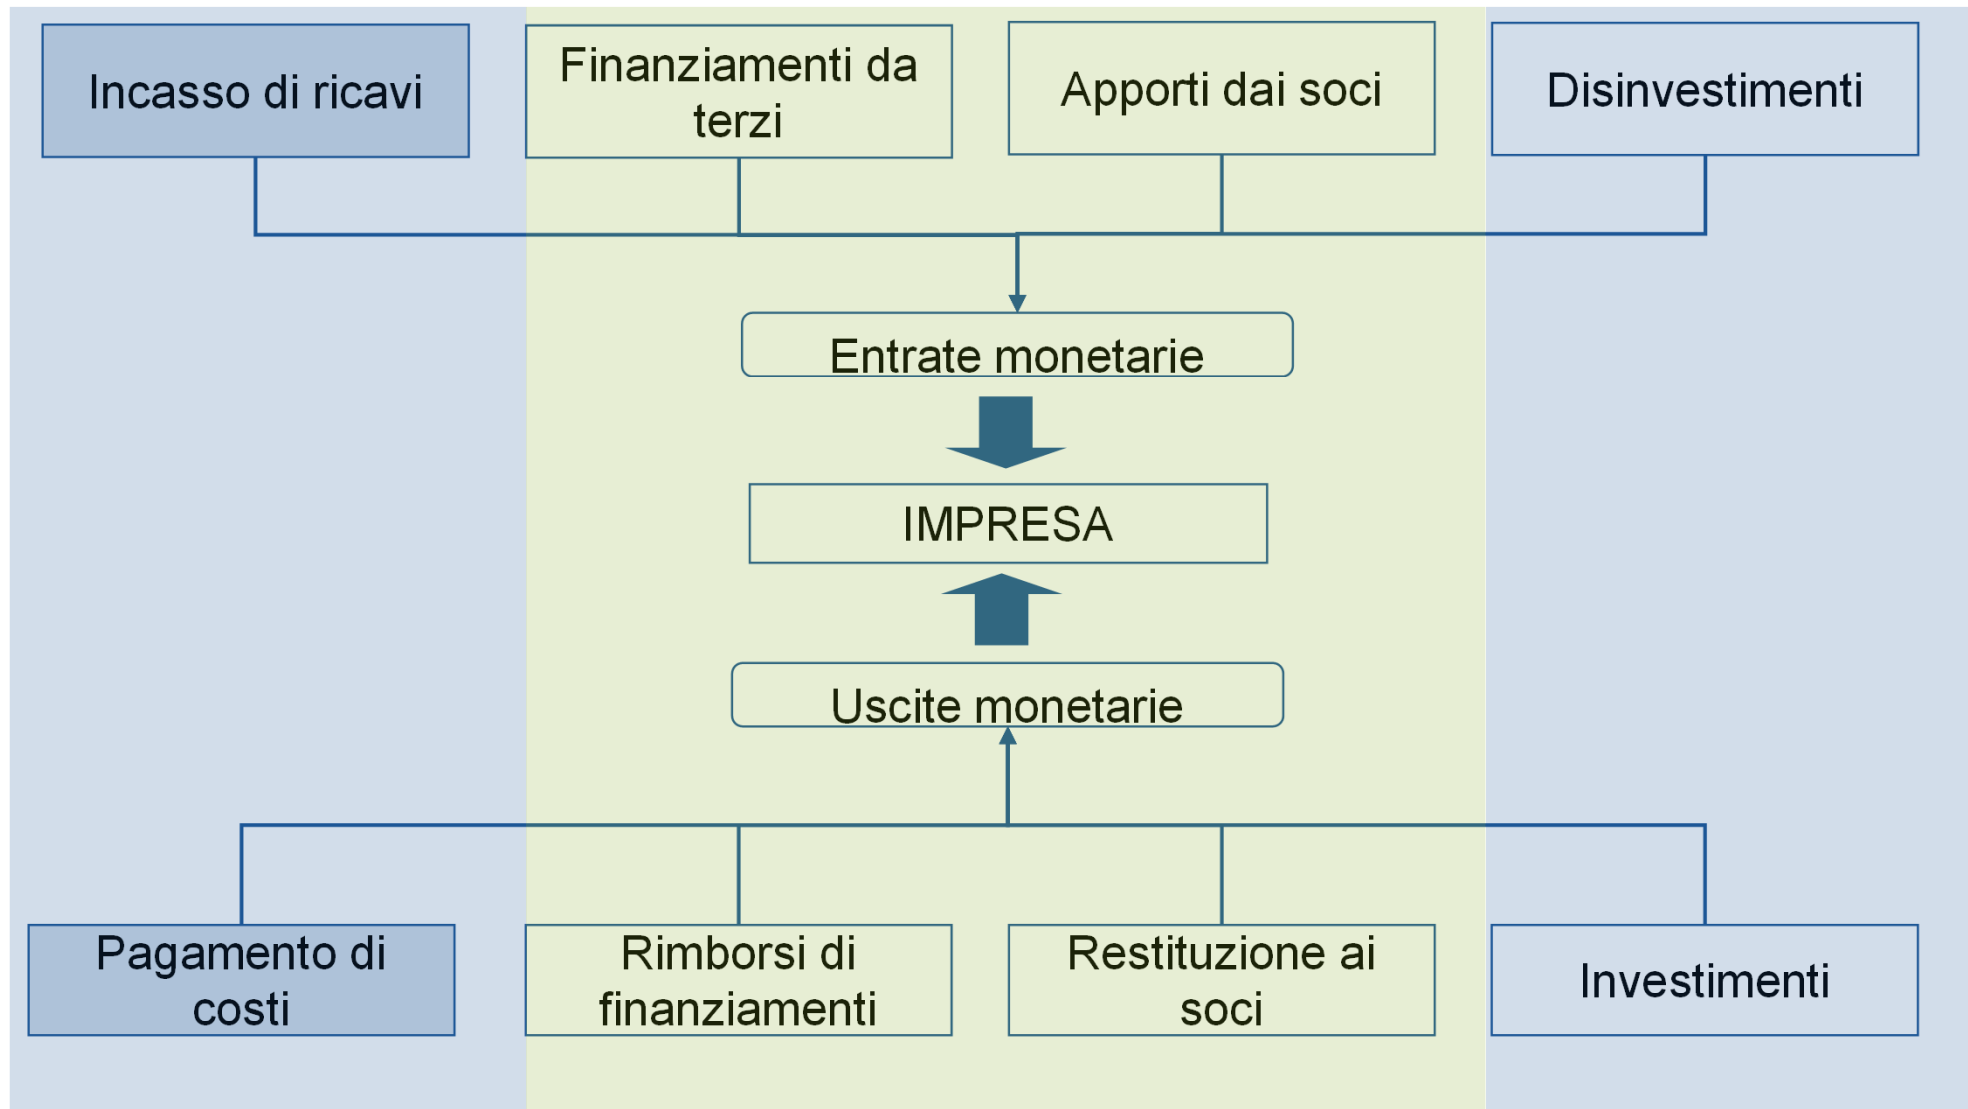 Incasso di ricavi
Finanziamenti da
terzi
Apporti dai soci
Disinvestimenti
Entrate monetarie
IMPRESA
Uscite monetarie
Pagamento di
costi
Rimborsi di
finanziamenti
Restituzione ai
soci
Investimenti